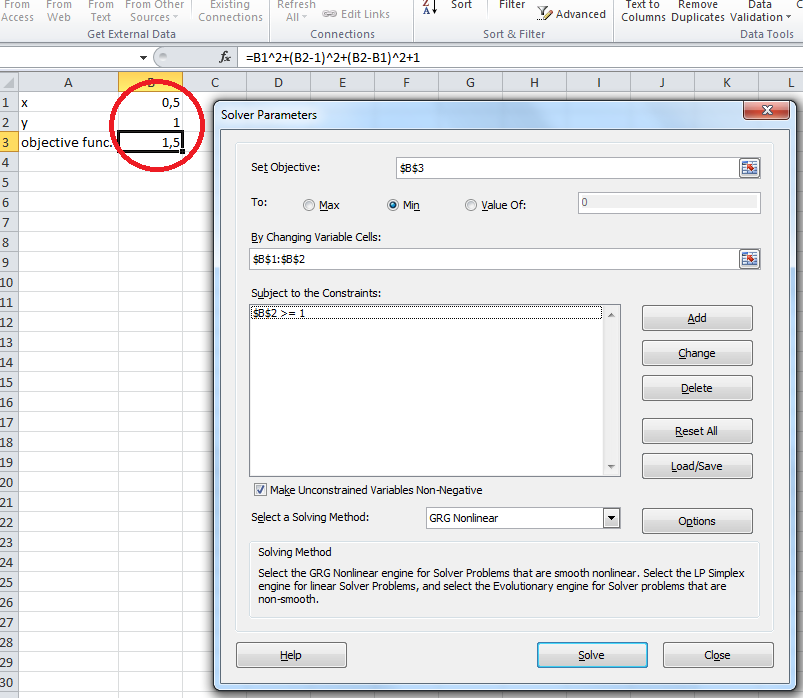 From From From From Other Existing Refresh Sort Filter Text to Remove Data
Access Web Text Sources Connections All Edit Links Advanced Columns Duplicates Validation
Get External Data Connections Sort & Filter Data Tools
fx =B1^2+(B2-1)^2+(B2-B1)^2+1
A B C D E F G H I J K L
1 x 0,5
2 y 1
3 objective func. 1,5
4
5
6
7
8
9
10
11
12
13
14
15
16
17
18
19
20
21
22
23
24
25
26
27
28
29
30
Solver Parameters
Set Objective: $B$3
To: Max Min Value Of: 0
By Changing Variable Cells:
$B$1:$B$2
Subject to the Constraints:
$B$2 >= 1
Add
Change
Delete
Reset All
Load/Save
Make Unconstrained Variables Non-Negative
Select a Solving Method: GRG Nonlinear Options
Solving Method
Select the GRG Nonlinear engine for Solver Problems that are smooth nonlinear. Select the LP Simplex
engine for linear Solver Problems, and select the Evolutionary engine for Solver problems that are
non-smooth.
Help Solve Close